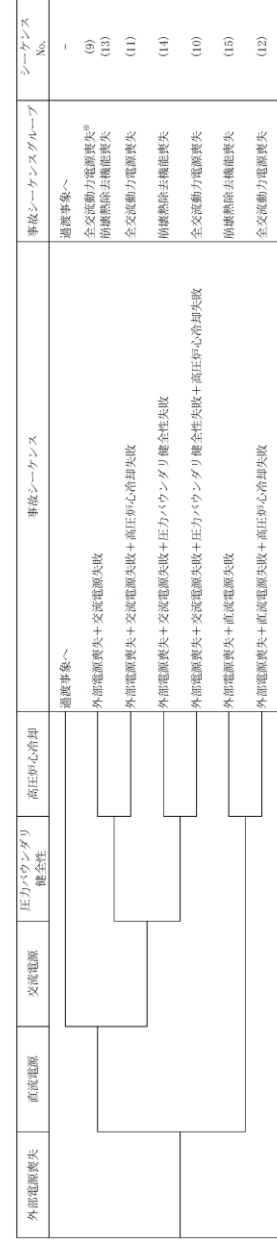 外部電源喪失
直流電源
交流電源
圧力バウンダリ
健全性
高圧炉心冷却
事故シーケンス
事故シーケンスグループ
シーケンス
No.
過渡事象へ
過渡事象へ
－
外部電源喪失＋交流電源失敗
全交流動力電源喪失※
崩壊熱除去機能喪失
(9)
(13)
外部電源喪失＋交流電源失敗＋高圧炉心冷却失敗
全交流動力電源喪失
(11)
外部電源喪失＋交流電源失敗＋圧力バウンダリ健全性失敗
崩壊熱除去機能喪失
(14)
外部電源喪失＋交流電源失敗＋圧力バウンダリ健全性失敗＋高圧炉心冷却失敗
全交流動力電源喪失
(10)
外部電源喪失＋直流電源失敗
崩壊熱除去機能喪失
(15)
外部電源喪失＋直流電源失敗＋高圧炉心冷却失敗
全交流動力電源喪失
(12)